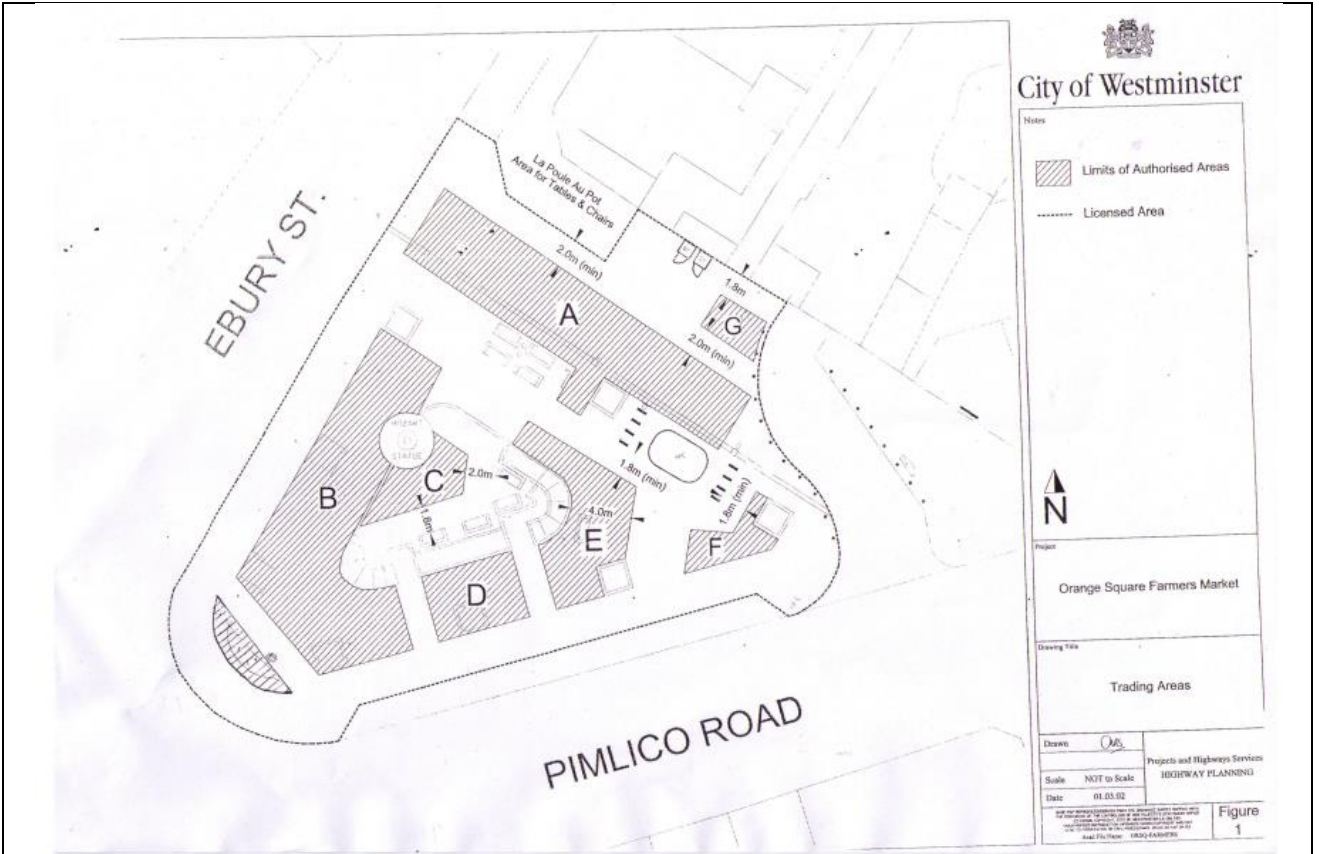 City of Westminster
Notes
Limits of Authorised Areas
Licensed Area
N
Project
Orange Square Farmers Market
Drawing Title
Trading Areas
Drawn
Scale NOT to Scale
Date 01.03.02
Projects and Highways Services
HIGHWAY PLANNING
Figure
1
EBURY ST.
La Poule Au Pot
Area for Tables & Chairs
2.0m (min)
1.8m
A
G
2.0m (min)
B
C
2.0m
1.8m
1.8m (min)
4.0m
E
1.8m (min)
F
D
STATUE
PIMLICO ROAD